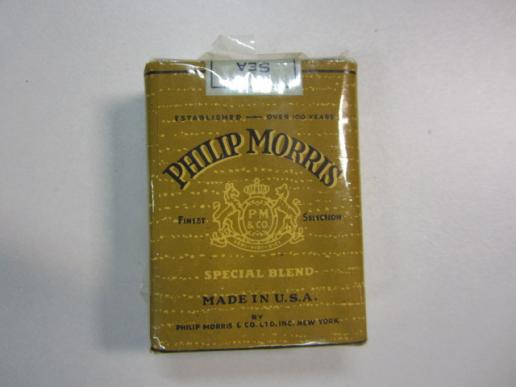 SEA
ESTABLISHED — OVER 100 YEARS
PHILIP MORRIS
FINEST SELECTION
P M
& CO.
SPECIAL BLEND
MADE IN U.S.A.
BY
PHILIP MORRIS & CO. LTD. INC. NEW YORK